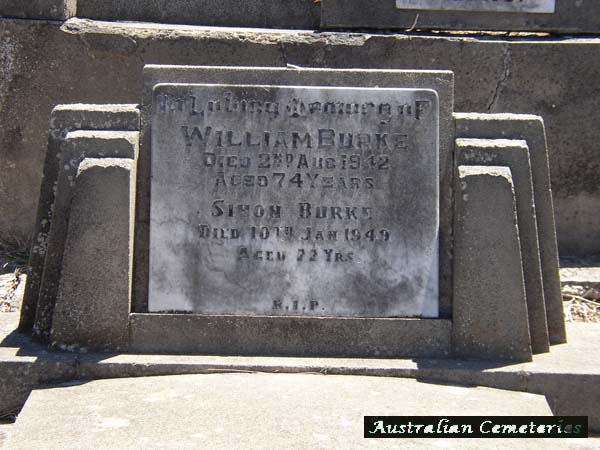 In Loving Memory of
WILLIAM BURKE
DIED 2ND AUG 1942
AGED 74 YEARS
SIMON BURKE
DIED 10TH JAN 1949
AGED 22 YRS
R.I.P.
Australian Cemeteries